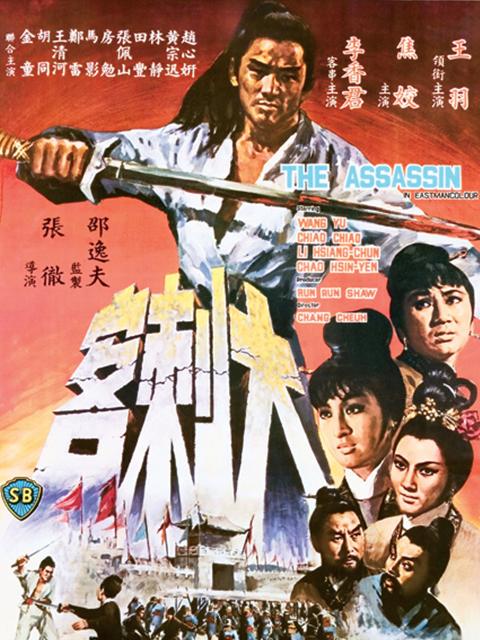 王羽
領銜主演
焦姣
主演
李香君
客串主演
趙心妍
黃宗迅
林靜
田豐
張佩山
房勉
馬影
鄭雷
王清河
胡同
金童
聯合主演
THE ASSASSIN
IN EASTMANCOLOUR
Starring
WANG YU
CHIAO CHIAO
LI HSIANG-CHUN
CHAO HSIN-YEN
Producer
RUN RUN SHAW
Director
CHANG CHEUH
邵逸夫
監製
張徹
導演
大刺客
SB